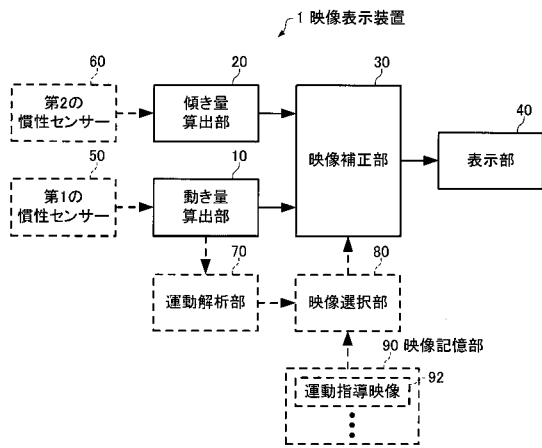 1 映像表示装置
60
第2の
慣性センサー
20
傾き量
算出部
30
映像補正部
40
表示部
50
第1の
慣性センサー
10
動き量
算出部
70
運動解析部
80
映像選択部
90 映像記憶部
運動指導映像
92